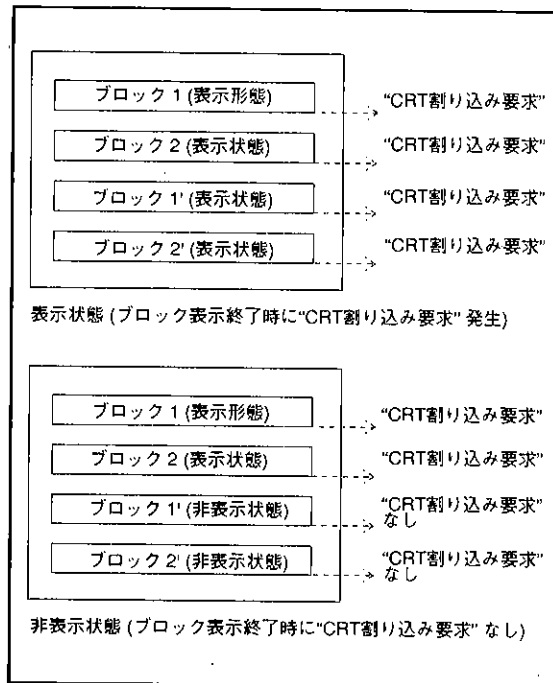 ブロック 1 (表示形態)
“CRT割り込み要求”
ブロック 2 (表示状態)
“CRT割り込み要求”
ブロック 1' (表示状態)
“CRT割り込み要求”
ブロック 2' (表示状態)
“CRT割り込み要求”
表示状態 (ブロック表示終了時に“CRT割り込み要求” 発生)
ブロック 1 (表示形態)
“CRT割り込み要求”
ブロック 2 (表示状態)
“CRT割り込み要求”
ブロック 1' (非表示状態)
“CRT割り込み要求”
なし
ブロック 2' (非表示状態)
“CRT割り込み要求”
なし
非表示状態 (ブロック表示終了時に“CRT割り込み要求” なし)